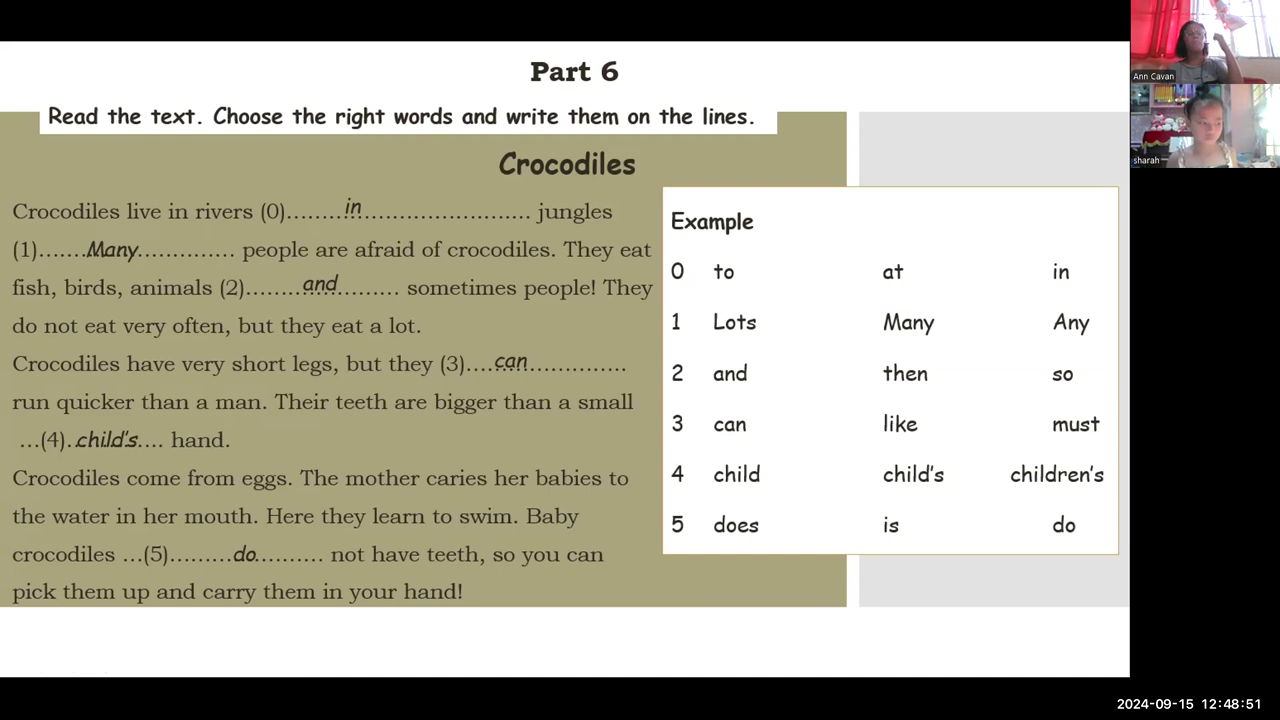 Part 6
Read the text. Choose the right words and write them on the lines.
Crocodiles
Crocodiles live in rivers (0)........in.............................. jungles
(1).......Many............. people are afraid of crocodiles. They eat
fish, birds, animals (2)..........and............ sometimes people! They
do not eat very often, but they eat a lot.
Crocodiles have very short legs, but they (3)....can................
run quicker than a man. Their teeth are bigger than a small
...(4)..child's.... hand.
Crocodiles come from eggs. The mother caries her babies to
the water in her mouth. Here they learn to swim. Baby
crocodiles ...(5).........do........... not have teeth, so you can
pick them up and carry them in your hand!
Example
0 to at in
1 Lots Many Any
2 and then so
3 can like must
4 child child's children's
5 does is do
Ann Cavan
sharah
2024-09-15 12:48:51